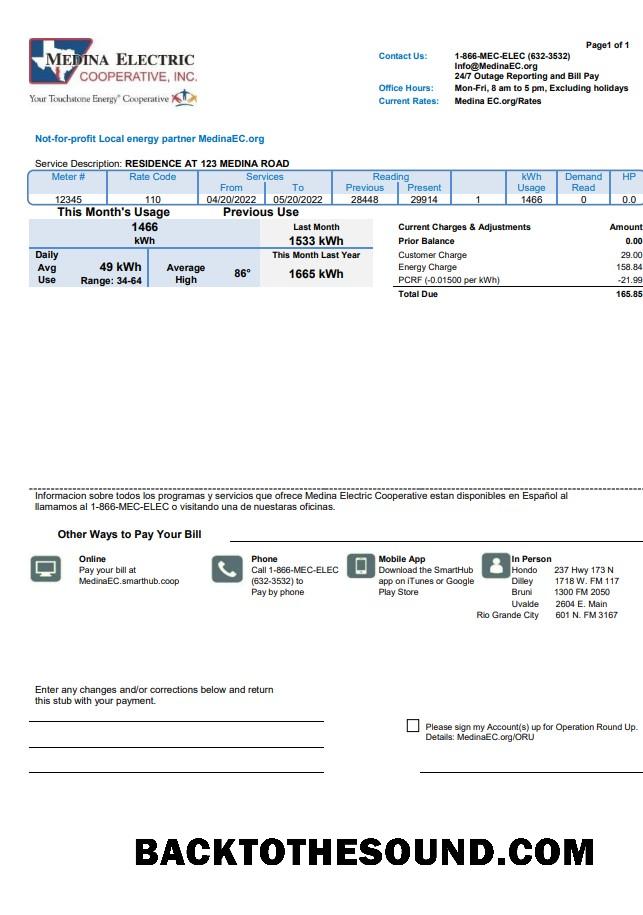 Page1 of 1
MEDINA ELECTRIC
COOPERATIVE, INC.
Your Touchstone Energy® Cooperative
Contact Us: 1-866-MEC-ELEC (632-3532)
Info@MedinaEC.org
24/7 Outage Reporting and Bill Pay
Office Hours: Mon-Fri, 8 am to 5 pm, Excluding holidays
Current Rates: Medina EC.org/Rates
Not-for-profit Local energy partner MedinaEC.org
Service Description: RESIDENCE AT 123 MEDINA ROAD
Meter # Rate Code Services Reading kWh Demand HP
From To Previous Present Usage Read
12345 110 04/20/2022 05/20/2022 28448 29914 1 1466 0 0.0
This Month's Usage Previous Use
1466
kWh
Last Month
1533 kWh
Daily
Avg
Use
49 kWh
Range: 34-64
Average
High
86°
This Month Last Year
1665 kWh
Current Charges & Adjustments Amount
Prior Balance 0.00
Customer Charge 29.00
Energy Charge 158.84
PCRF (-0.01500 per kWh) -21.99
Total Due 165.85
Informacion sobre todos los programas y servicios que ofrece Medina Electric Cooperative estan disponibles en Español al
llamamos al 1-866-MEC-ELEC o visitando una de nuestaras oficinas.
Other Ways to Pay Your Bill
Online
Pay your bill at
MedinaEC.smarthub.coop
Phone
Call 1-866-MEC-ELEC
(632-3532) to
Pay by phone
Mobile App
Download the SmartHub
app on iTunes or Google
Play Store
In Person
Hondo 237 Hwy 173 N
Dilley 1718 W. FM 117
Bruni 1300 FM 2050
Uvalde 2604 E. Main
Rio Grande City 601 N. FM 3167
Enter any changes and/or corrections below and return
this stub with your payment.
Please sign my Account(s) up for Operation Round Up.
Details: MedinaEC.org/ORU
BACKTOTHESOUND.COM